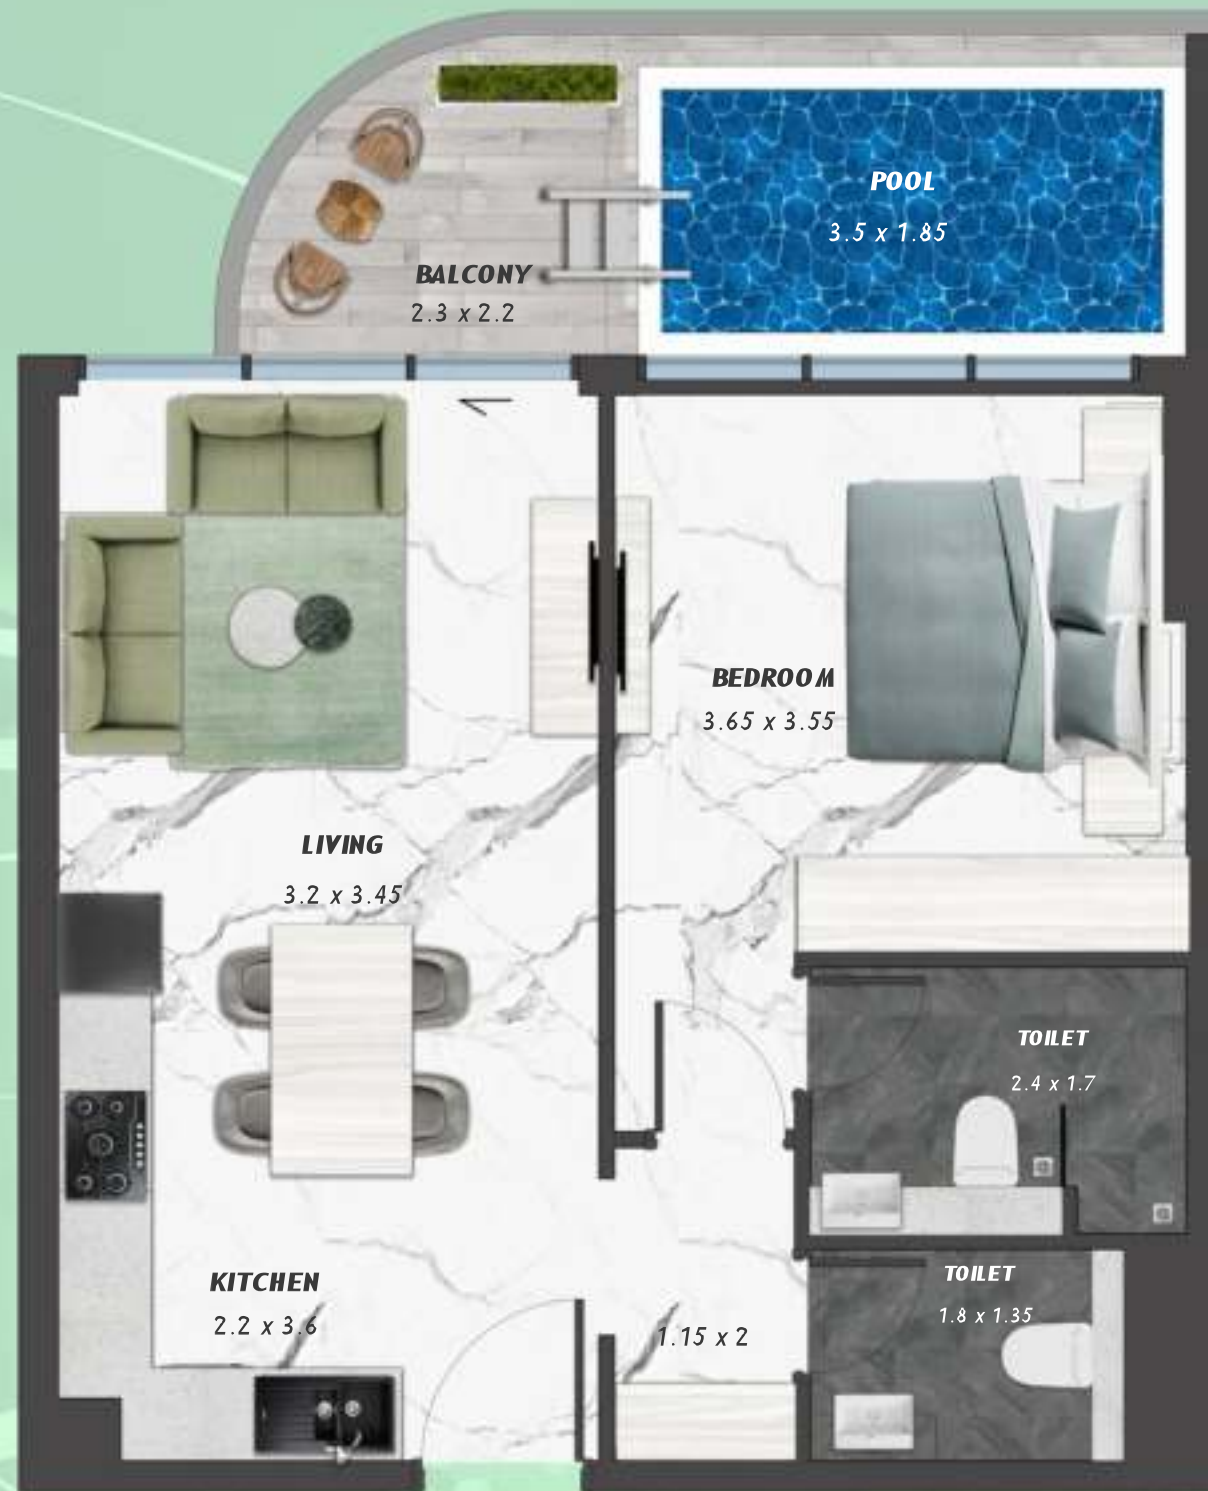 POOL
3.5 x 1.85
BALCONY
2.3 x 2.2
BEDROOM
3.65 x 3.55
LIVING
3.2 x 3.45
TOILET
2.4 x 1.7
KITCHEN
2.2 x 3.6
TOILET
1.8 x 1.35
1.15 x 2